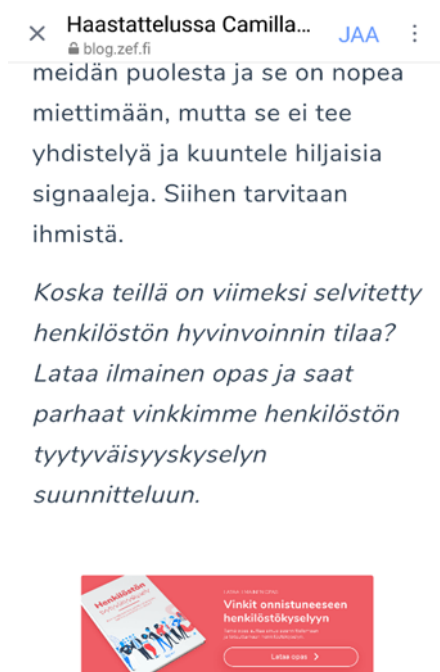 Haastattelussa Camilla...
JAA
blog.zef.fi
meidän puolesta ja se on nopea
miettimään, mutta se ei tee
yhdistelyä ja kuuntele hiljaisia
signaaleja. Siihen tarvitaan
ihmistä.
Koska teillä on viimeksi selvitetty
henkilöstön hyvinvoinnin tilaa?
Lataa ilmainen opas ja saat
parhaat vinkkimme henkilöstön
tyytyväisyyskyselyn
suunnitteluun.
Henkilöstön
tyytyväisyyskysely
Vinkit onnistuneeseen
henkilöstökyselyyn
Lataa opas